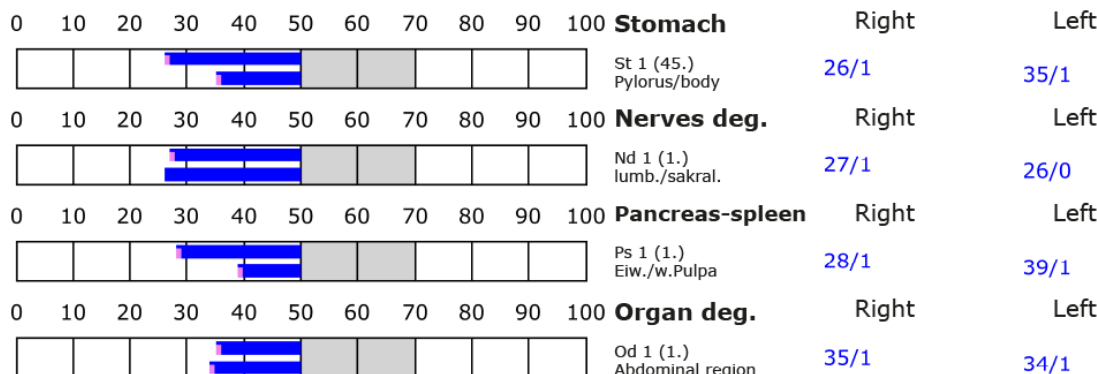 0 10 20 30 40 50 60 70 80 90 100 Stomach Right Left
St 1 (45.) 26/1 35/1
Pylorus/body
0 10 20 30 40 50 60 70 80 90 100 Nerves deg. Right Left
Nd 1 (1.) 27/1 26/0
lumb./sakral.
0 10 20 30 40 50 60 70 80 90 100 Pancreas-spleen Right Left
Ps 1 (1.) 28/1 39/1
Eiw./w.Pulpa
0 10 20 30 40 50 60 70 80 90 100 Organ deg. Right Left
Od 1 (1.) 35/1 34/1
Abdominal region